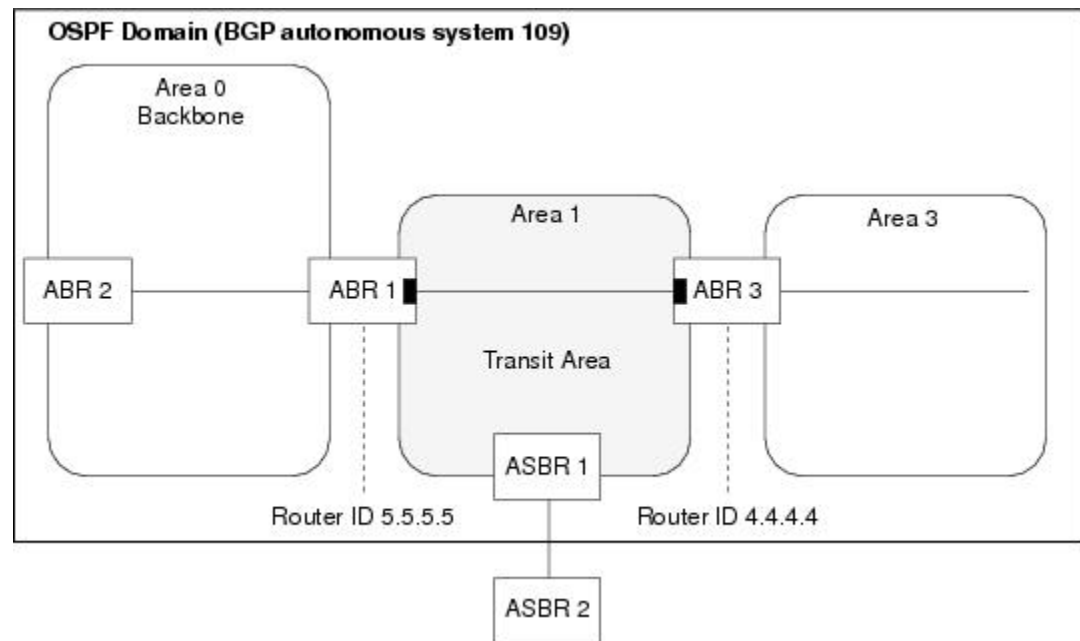 OSPF Domain (BGP autonomous system 109)
Area 0
Backbone
Area 1
Area 3
ABR 2
ABR 1
ABR 3
Transit Area
ASBR 1
Router ID 5.5.5.5
Router ID 4.4.4.4
ASBR 2